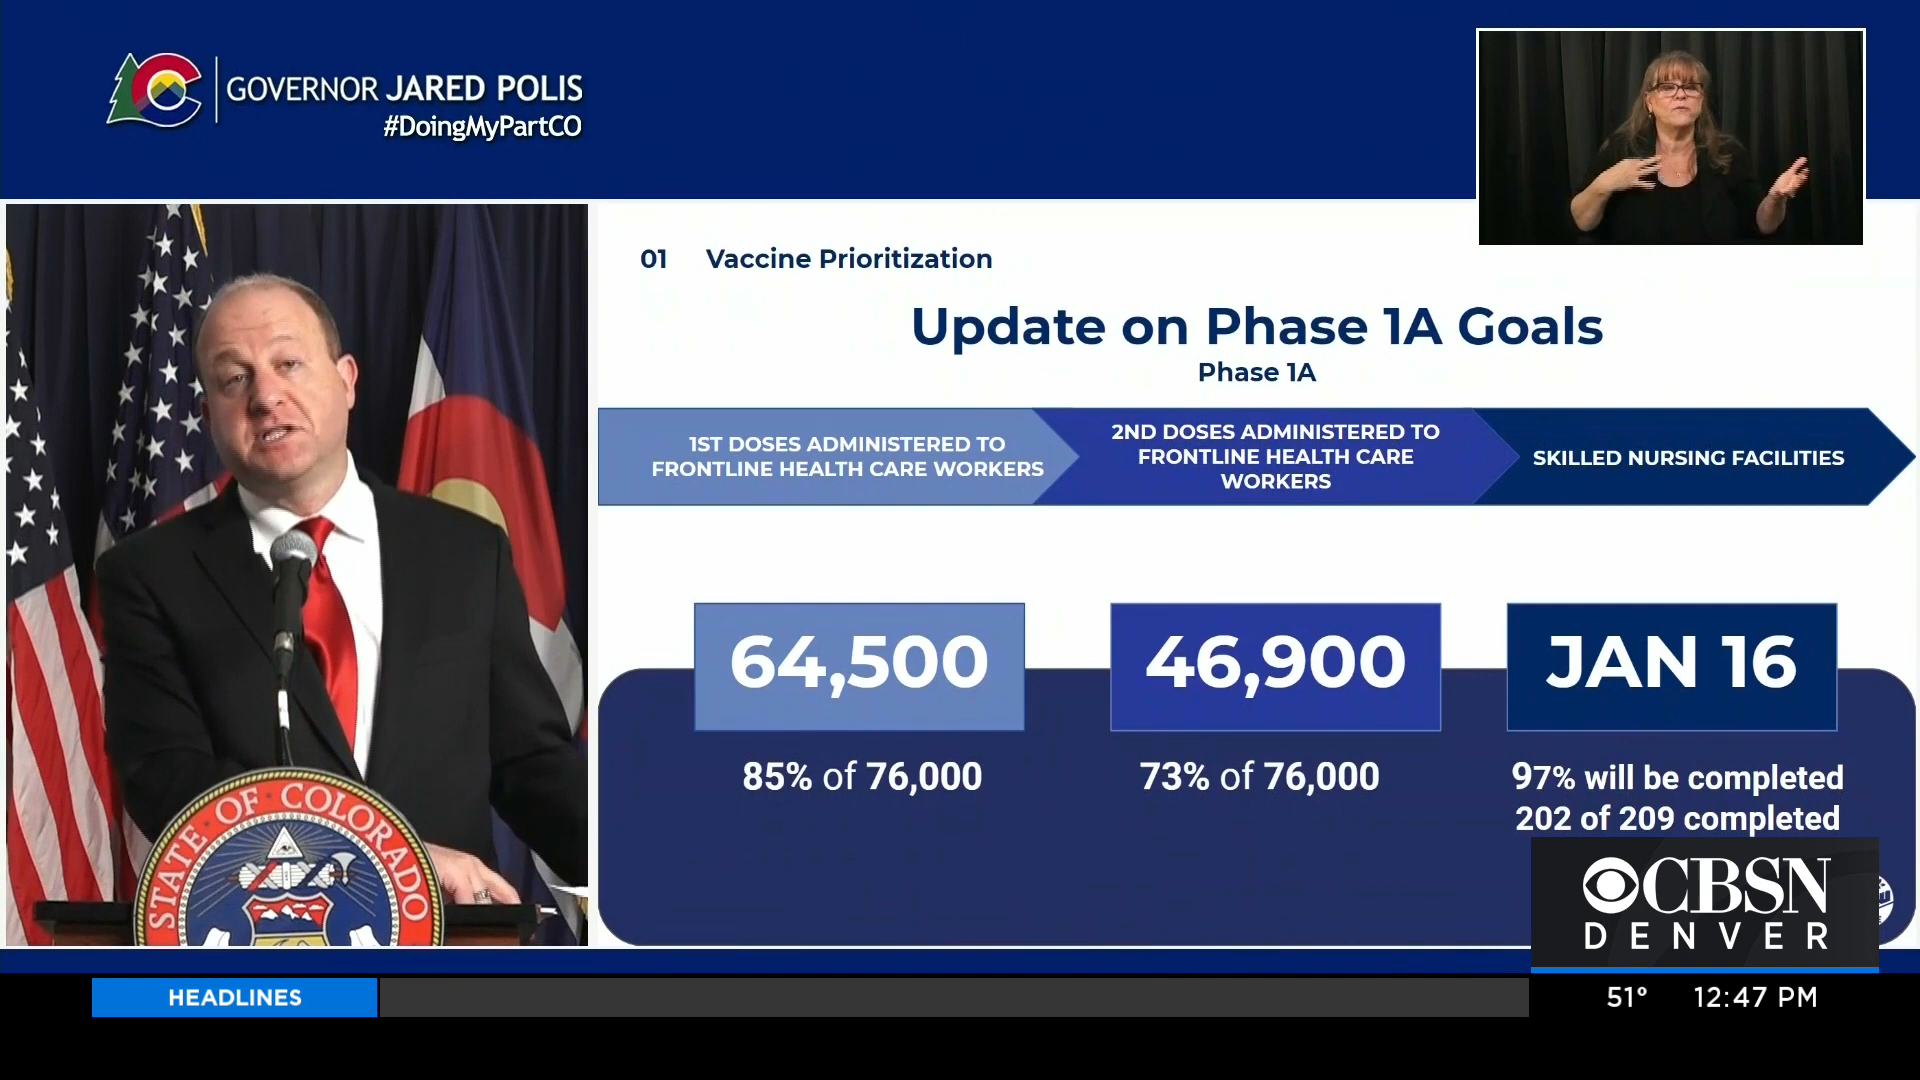 GOVERNOR JARED POLIS
#DoingMyPartCO
01 Vaccine Prioritization
Update on Phase 1A Goals
Phase 1A
1ST DOSES ADMINISTERED TO
FRONTLINE HEALTH CARE WORKERS
2ND DOSES ADMINISTERED TO
FRONTLINE HEALTH CARE
WORKERS
SKILLED NURSING FACILITIES
64,500
85% of 76,000
46,900
73% of 76,000
JAN 16
97% will be completed
202 of 209 completed
STATE OF COLORADO
CBSN
DENVER
HEADLINES
51° 12:47 PM